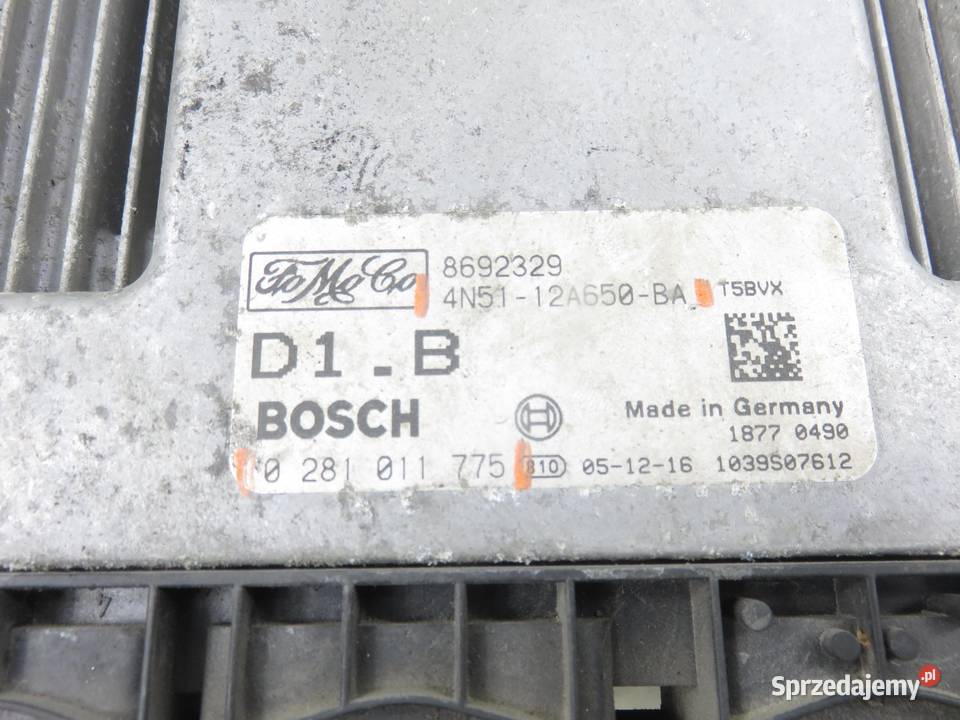 FoMoCo
8692329
4N51-12A650-BA T5BVX
D1.B
BOSCH
Made in Germany
1877 0490
0 281 011 775 810 05-12-16 1039S07612
Sprzedajemy.pl